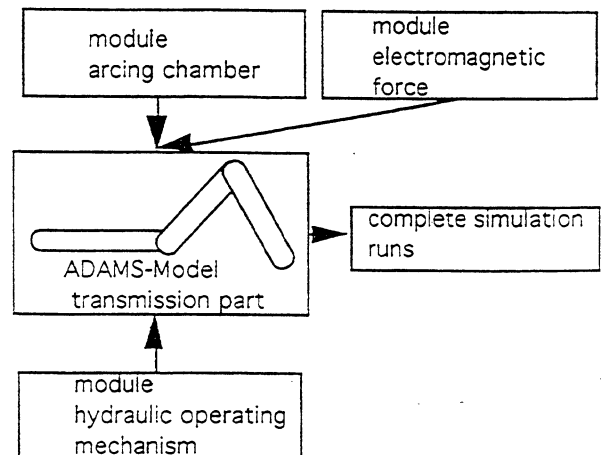 module
arcing chamber
module
electromagnetic
force
ADAMS-Model
transmission part
complete simulation
runs
module
hydraulic operating
mechanism